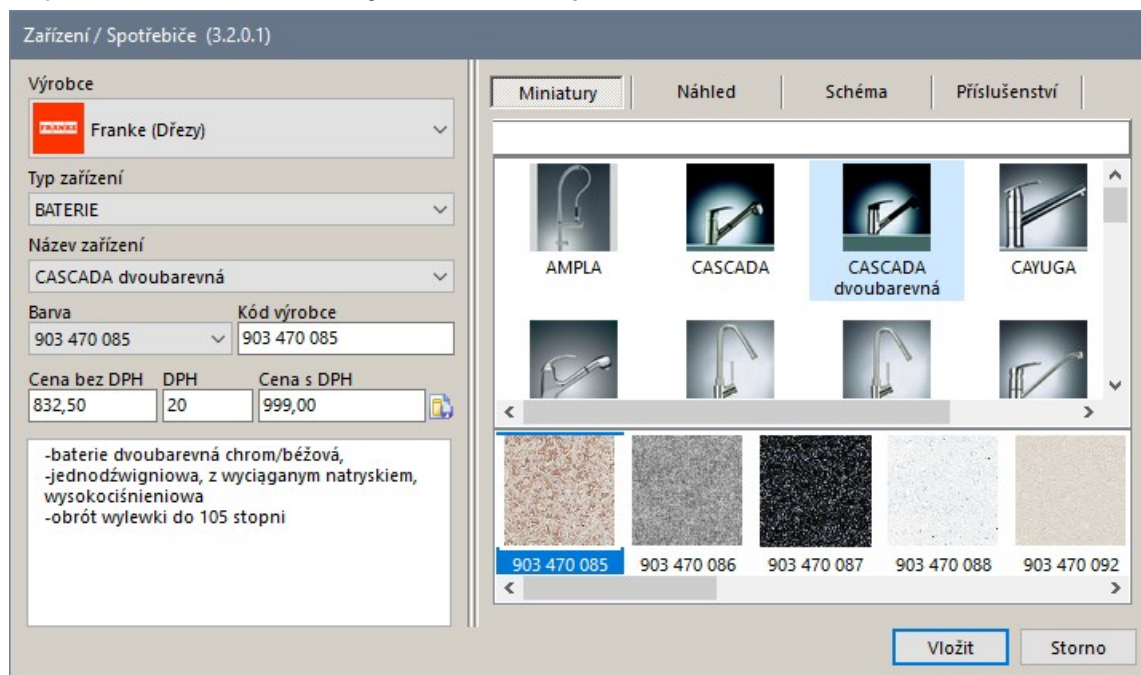 Zařízení / Spotřebiče (3.2.0.1)
Výrobce
FRANKE
Franke (Dřezy)
Typ zařízení
BATERIE
Název zařízení
CASCADA dvoubarevná
Barva
Kód výrobce
903 470 085
903 470 085
Cena bez DPH
DPH
Cena s DPH
832,50
20
999,00
-baterie dvoubarevná chrom/béžová,
-jednodźwigniowa, z wyciąganym natryskiem,
wysokociśnieniowa
-obrót wylewki do 105 stopni
Miniatury
Náhled
Schéma
Příslušenství
AMPLA
CASCADA
CASCADA
dvoubarevná
CAYUGA
903 470 085
903 470 086
903 470 087
903 470 088
903 470 092
Vložit
Storno